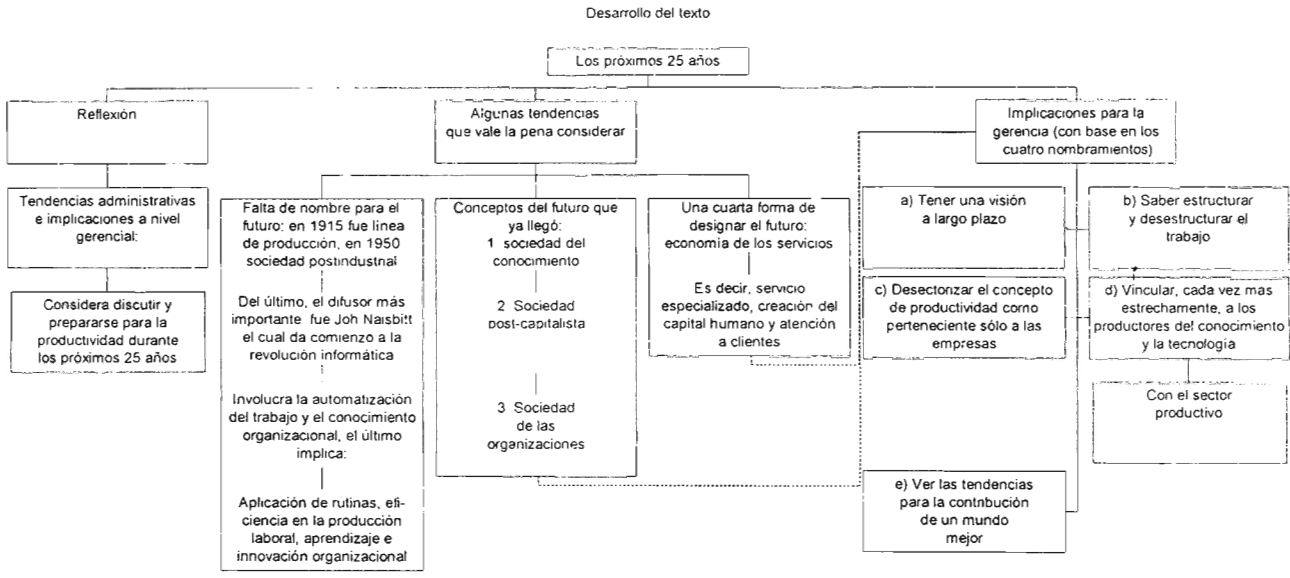 Desarrollo del texto
Los próximos 25 años
Reflexión
Tendencias administrativas
e implicaciones a nivel
gerencial:
Considera discutir y
prepararse para la
productividad durante
los próximos 25 años
Algunas tendencias
que vale la pena considerar
Falta de nombre para el
futuro: en 1915 fue línea
de producción, en 1950
sociedad postindustrial
Del último, el difusor más
importante fue Joh Naisbitt
el cual da comienzo a la
revolución informática
Involucra la automatización
del trabajo y el conocimiento
organizacional, el último
implica:
Aplicación de rutinas, efi-
ciencia en la producción
laboral, aprendizaje e
innovación organizacional
Conceptos del futuro que
ya llegó:
1 sociedad del
conocimiento
2 Sociedad
post-capitalista
3 Sociedad
de las
organizaciones
Una cuarta forma de
designar el futuro:
economía de los servicios
Es decir, servicio
especializado, creación del
capital humano y atención
a clientes
Implicaciones para la
gerencia (con base en los
cuatro nombramientos)
a) Tener una visión
a largo plazo
b) Saber estructurar
y desestructurar el
trabajo
c) Desectorizar el concepto
de productividad como
perteneciente sólo a las
empresas
d) Vincular, cada vez mas
estrechamente, a los
productores del conocimiento
y la tecnología
Con el sector
productivo
e) Ver las tendencias
para la contribución
de un mundo
mejor